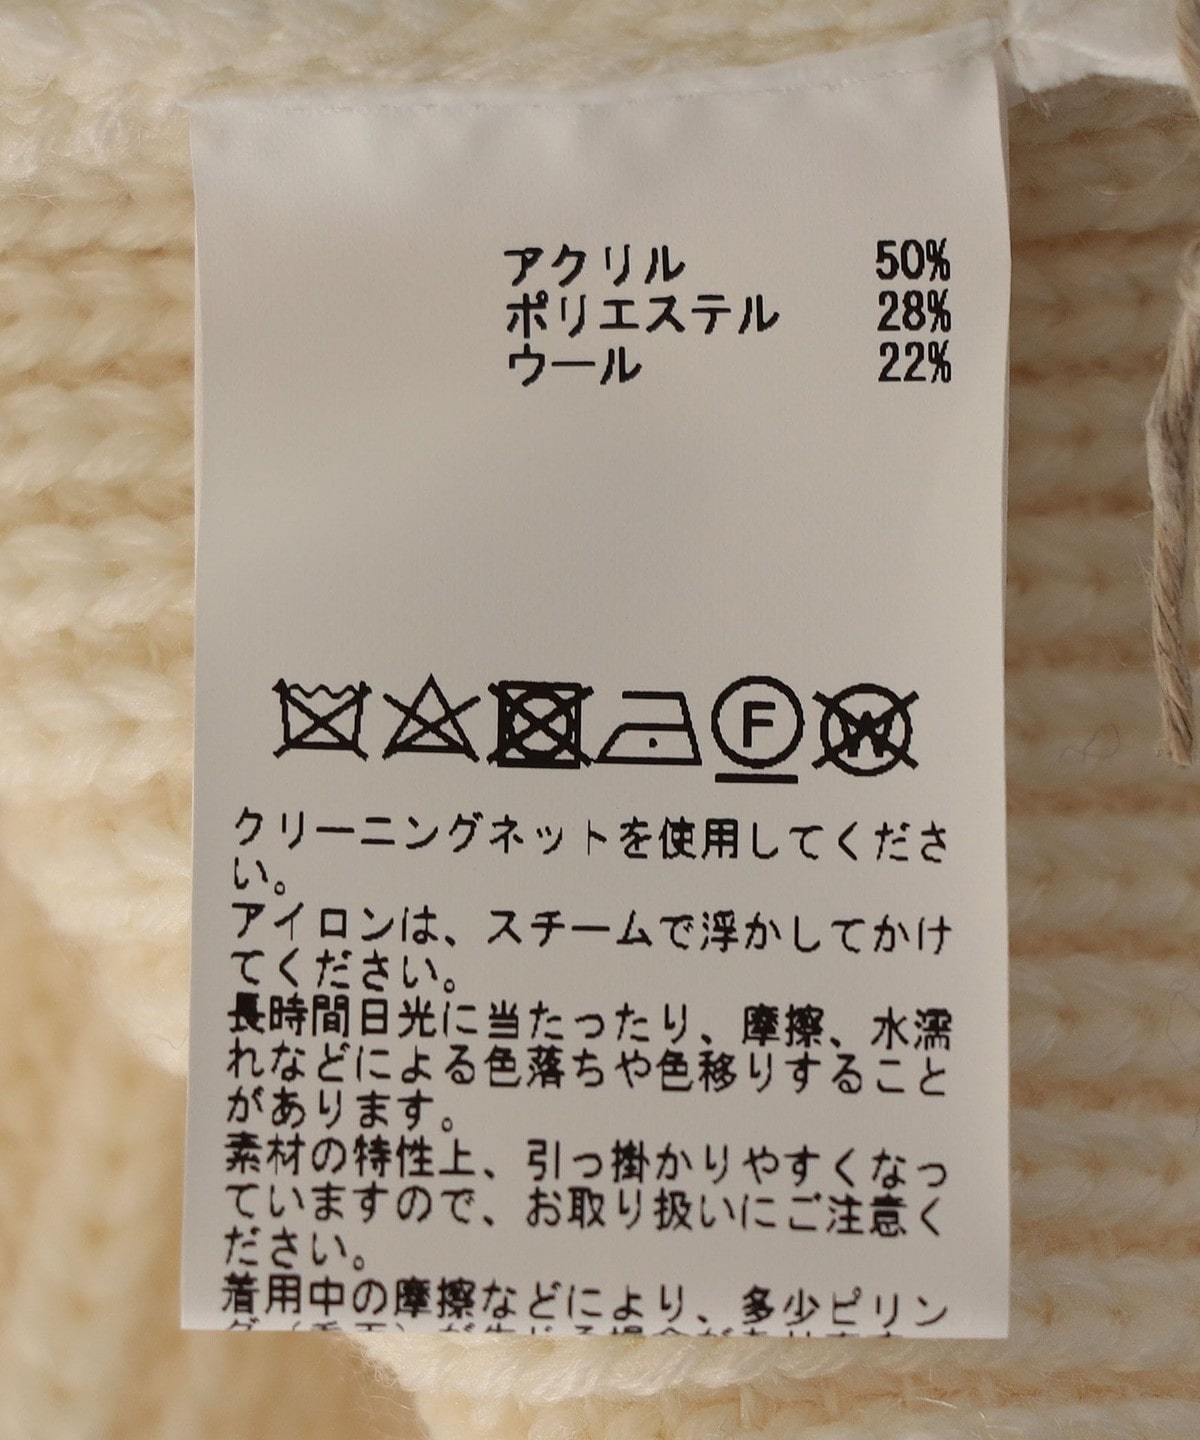 アクリル 50%
ポリエステル 28%
ウール 22%
F W
クリーニングネットを使用してくださ
い。
アイロンは、スチームで浮かしてかけ
てください。
長時間日光に当たったり、摩擦、水濡
れなどによる色落ちや色移りすること
があります。
素材の特性上、引っ掛かりやすくなっ
ていますので、お取り扱いにご注意く
ださい。
着用中の摩擦などにより、多少ピリン